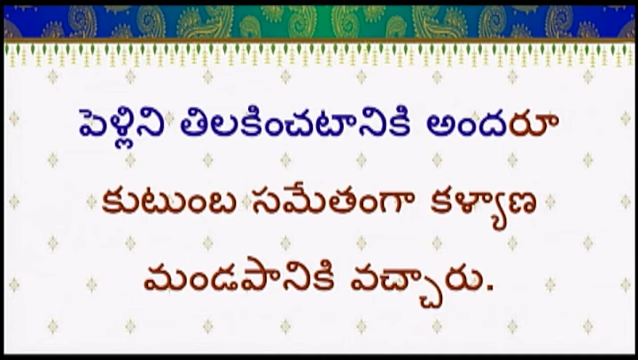 పెళ్లిని తిలకించటానికి అందరూ
కుటుంబ సమేతంగా కళ్యాణ
మండపానికి వచ్చారు.